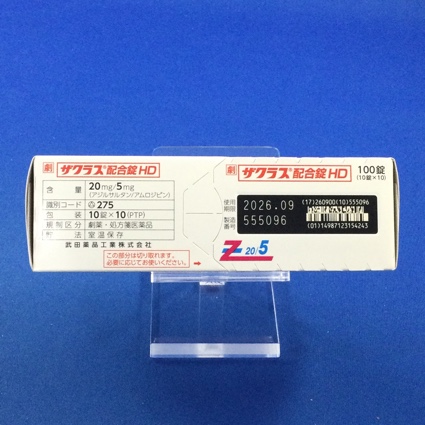 劇 ザクラス®配合錠HD
含量 20mg/5mg
(アジルサルタン/アムロジピン)
識別コード 275
包装 10錠×10(PTP)
規制区分 劇薬・処方箋医薬品
貯法 室温保存
武田薬品工業株式会社
この部分は切り取れます。
必要に応じてお使いください。→
劇 ザクラス®配合錠HD 100錠
(10錠×10)
使用期限 2026.09
製造番号 555096
(17)260900(10)555096
(01)14987123154243
Z 20/5